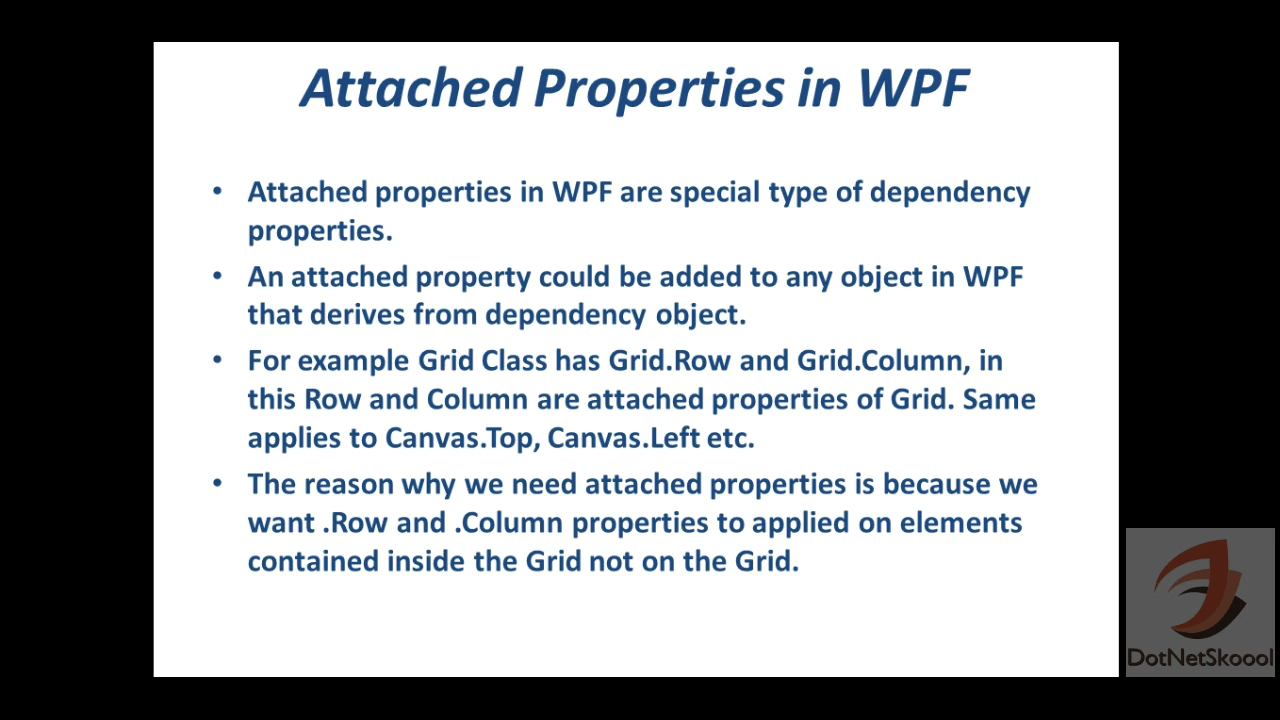 Attached Properties in WPF
• Attached properties in WPF are special type of dependency
properties.
• An attached property could be added to any object in WPF
that derives from dependency object.
• For example Grid Class has Grid.Row and Grid.Column, in
this Row and Column are attached properties of Grid. Same
applies to Canvas.Top, Canvas.Left etc.
• The reason why we need attached properties is because we
want .Row and .Column properties to applied on elements
contained inside the Grid not on the Grid.
DotNetSkoool